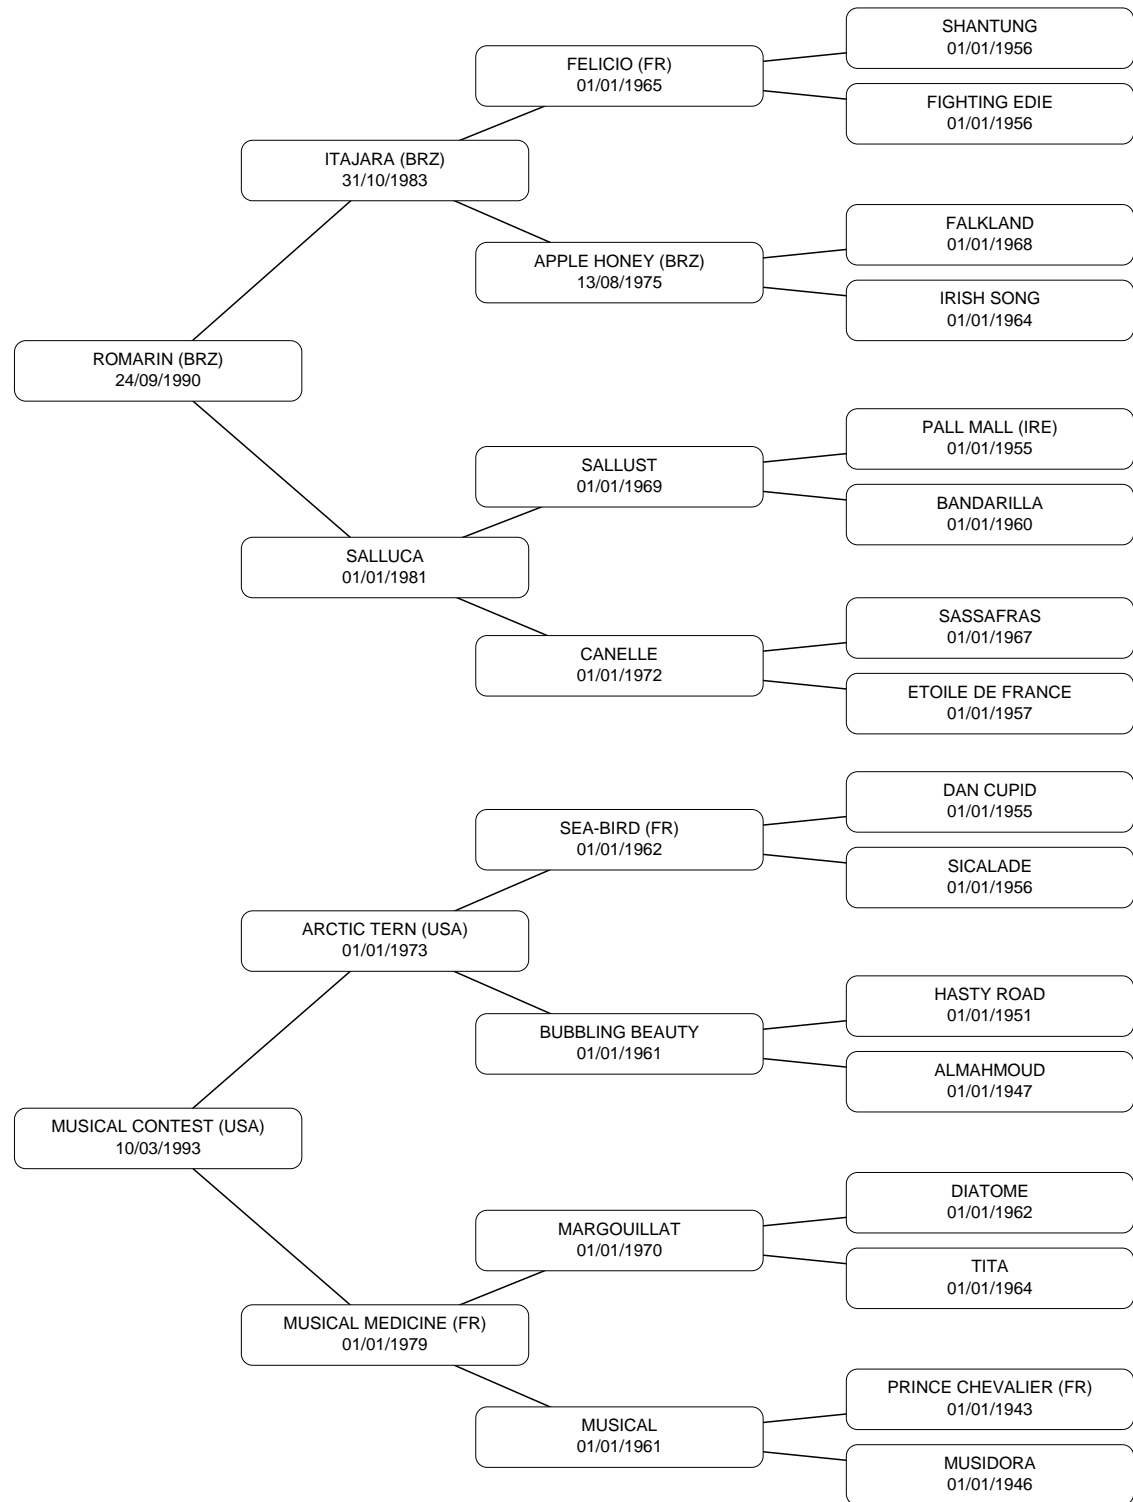 SHANTUNG
01/01/1956
FELICIO (FR)
01/01/1965
FIGHTING EDIE
01/01/1956
ITAJARA (BRZ)
31/10/1983
FALKLAND
01/01/1968
APPLE HONEY (BRZ)
13/08/1975
IRISH SONG
01/01/1964
ROMARIN (BRZ)
24/09/1990
PALL MALL (IRE)
01/01/1955
SALLUST
01/01/1969
BANDARILLA
01/01/1960
SALLUCA
01/01/1981
SASSAFRAS
01/01/1967
CANELLE
01/01/1972
ETOILE DE FRANCE
01/01/1957
DAN CUPID
01/01/1955
SEA-BIRD (FR)
01/01/1962
SICALADE
01/01/1956
ARCTIC TERN (USA)
01/01/1973
HASTY ROAD
01/01/1951
BUBBLING BEAUTY
01/01/1961
ALMAHMOUD
01/01/1947
MUSICAL CONTEST (USA)
10/03/1993
DIATOME
01/01/1962
MARGOUILLAT
01/01/1970
TITA
01/01/1964
MUSICAL MEDICINE (FR)
01/01/1979
PRINCE CHEVALIER (FR)
01/01/1943
MUSICAL
01/01/1961
MUSIDORA
01/01/1946